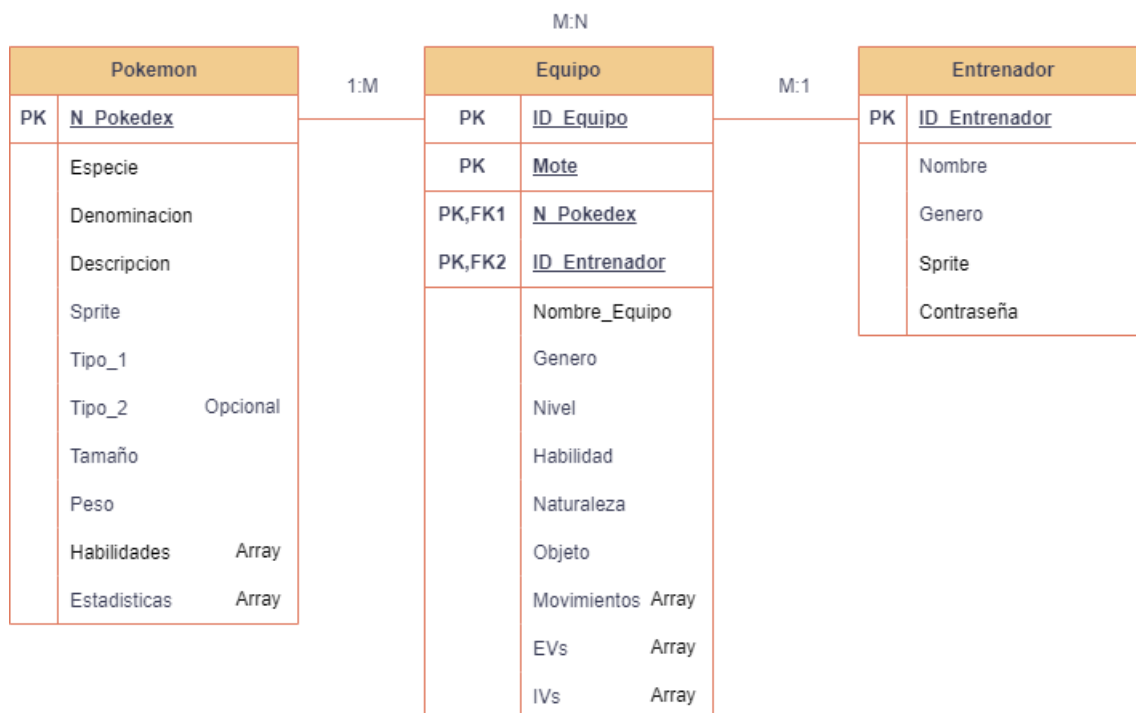 M:N
Pokemon
PK N_Pokedex
Especie
Denominacion
Descripcion
Sprite
Tipo_1
Tipo_2 Opcional
Tamaño
Peso
Habilidades Array
Estadisticas Array
1:M
Equipo
PK ID_Equipo
PK Mote
PK,FK1 N_Pokedex
PK,FK2 ID_Entrenador
Nombre_Equipo
Genero
Nivel
Habilidad
Naturaleza
Objeto
Movimientos Array
EVs Array
IVs Array
M:1
Entrenador
PK ID_Entrenador
Nombre
Genero
Sprite
Contraseña